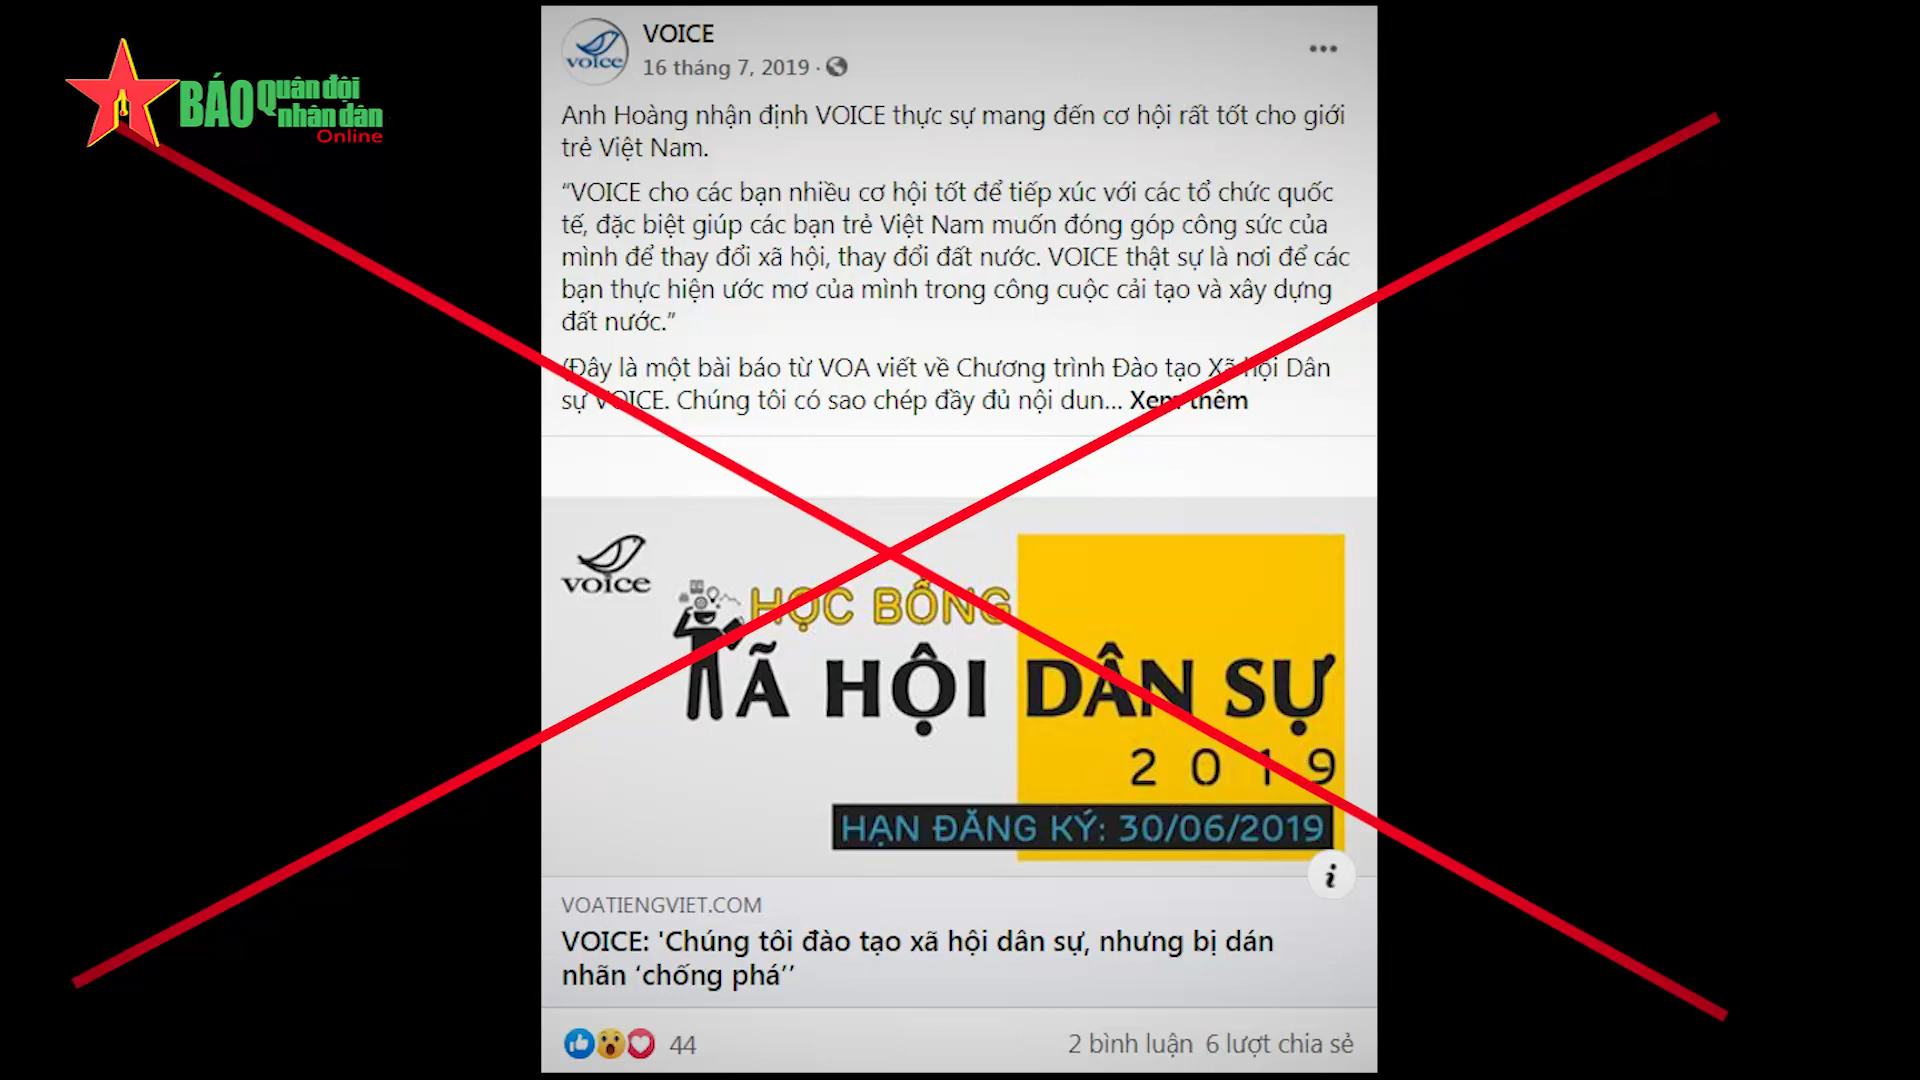 BÁO Quân đội
nhân dân
Online
VOICE
16 tháng 7, 2019 ·
Anh Hoàng nhận định VOICE thực sự mang đến cơ hội rất tốt cho giới
trẻ Việt Nam.
“VOICE cho các bạn nhiều cơ hội tốt để tiếp xúc với các tổ chức quốc
tế, đặc biệt giúp các bạn trẻ Việt Nam muốn đóng góp công sức của
mình để thay đổi xã hội, thay đổi đất nước. VOICE thật sự là nơi để các
bạn thực hiện ước mơ của mình trong công cuộc cải tạo và xây dựng
đất nước.”
(Đây là một bài báo từ VOA viết về Chương trình Đào tạo Xã hội Dân
sự VOICE. Chúng tôi có sao chép đầy đủ nội dun... Xem thêm
voice
voice
HỌC BỔNG
XÃ HỘI DÂN SỰ
2019
HẠN ĐĂNG KÝ: 30/06/2019
VOATIENGVIET.COM
VOICE: 'Chúng tôi đào tạo xã hội dân sự, nhưng bị dán
nhãn ‘chống phá’’
44
2 bình luận 6 lượt chia sẻ